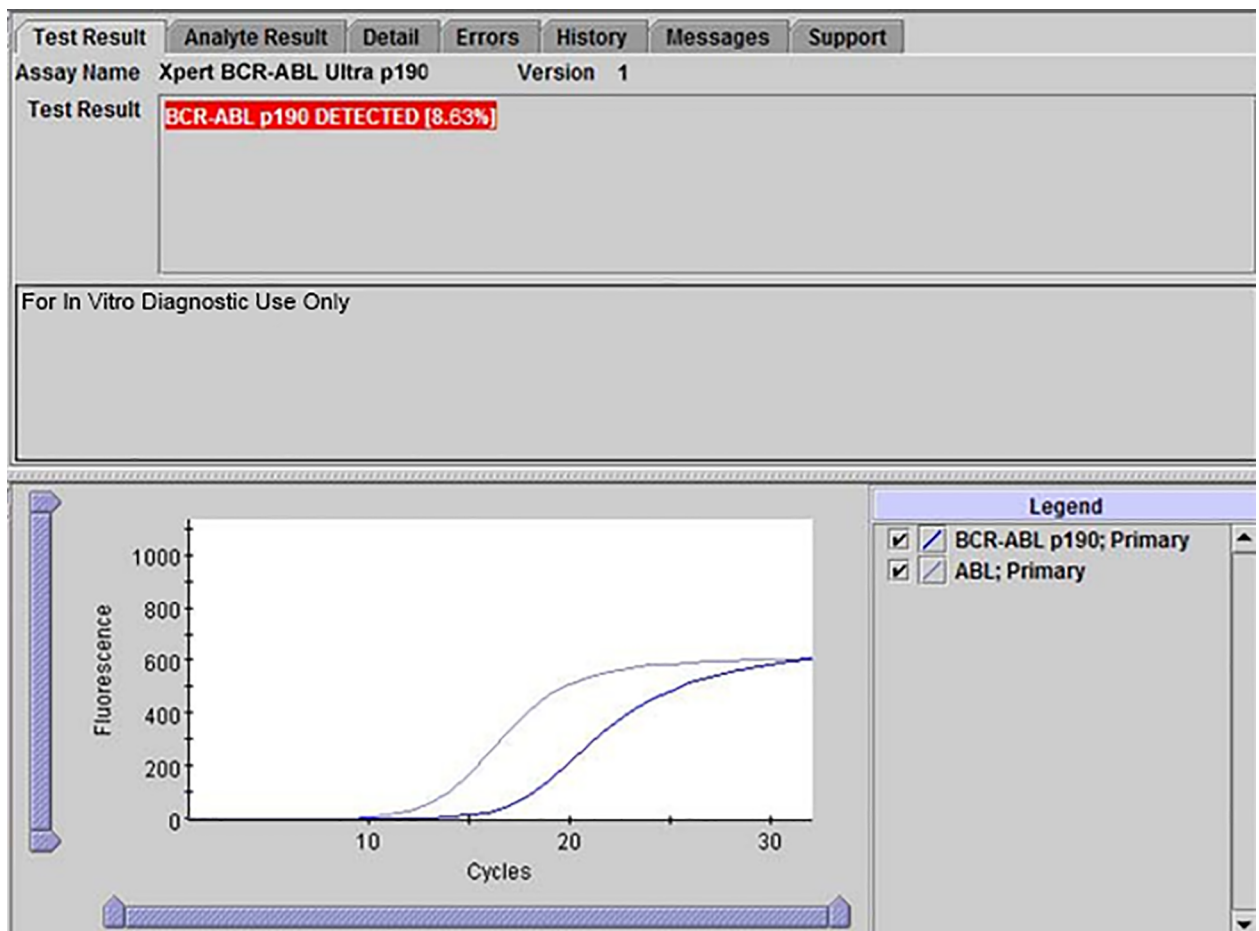 Test Result Analyte Result Detail Errors History Messages Support
Assay Name Xpert BCR-ABL Ultra p190 Version 1
Test Result BCR-ABL p190 DETECTED [8.63%]
For In Vitro Diagnostic Use Only
Legend
BCR-ABL p190; Primary
ABL; Primary
1000
800
600
400
200
0
Fluorescence
10 20 30
Cycles